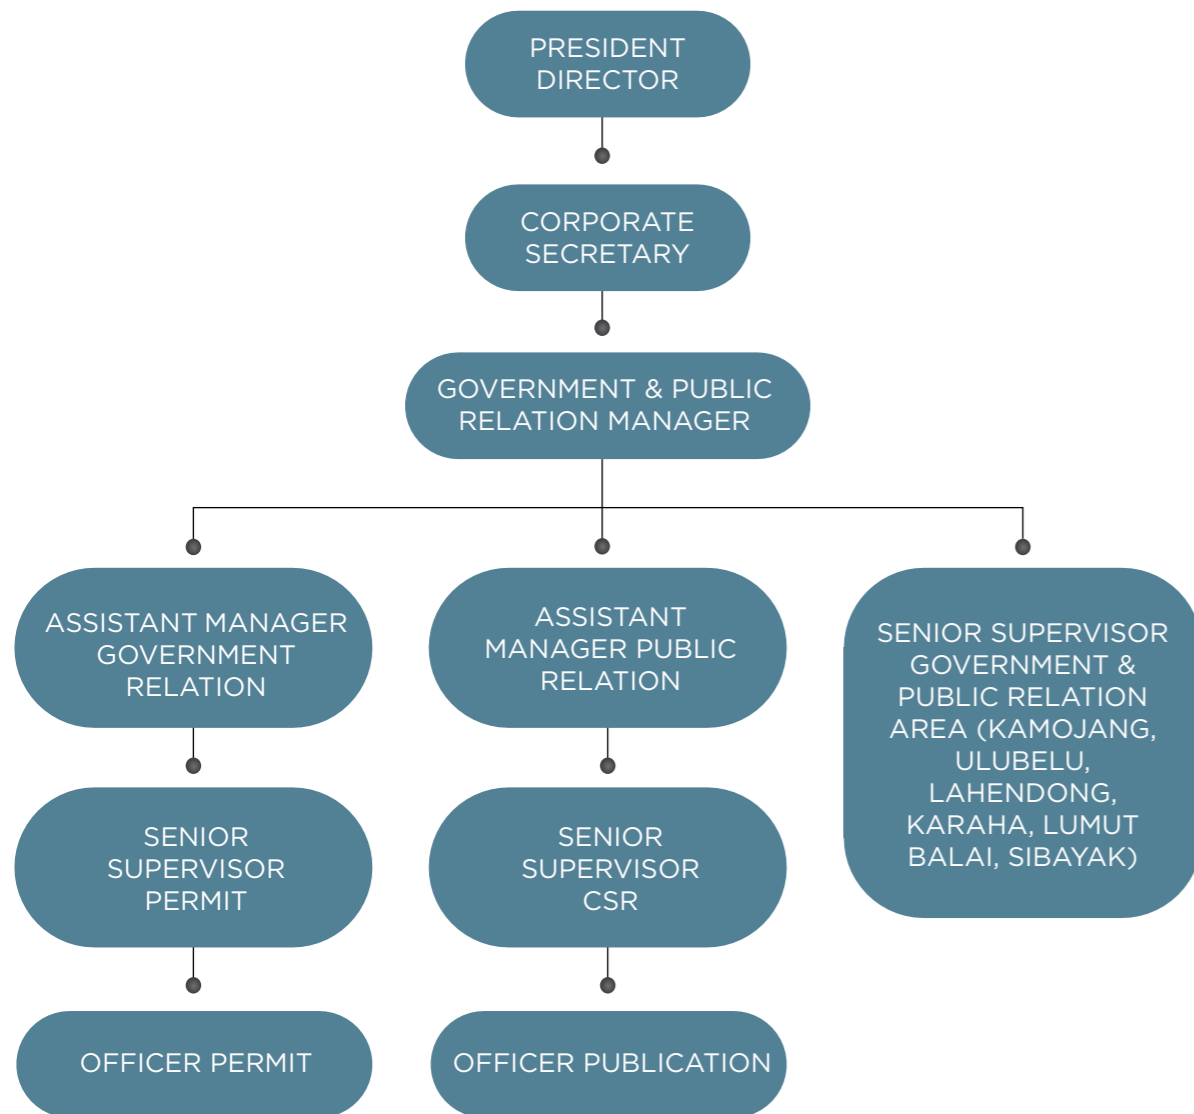 PRESIDENT
DIRECTOR
CORPORATE
SECRETARY
GOVERNMENT & PUBLIC
RELATION MANAGER
ASSISTANT MANAGER
GOVERNMENT
RELATION
ASSISTANT
MANAGER PUBLIC
RELATION
SENIOR SUPERVISOR
GOVERNMENT &
PUBLIC RELATION
AREA (KAMOJANG,
ULUBELU,
LAHENDONG,
KARAHA, LUMUT
BALAI, SIBAYAK)
SENIOR
SUPERVISOR
PERMIT
SENIOR
SUPERVISOR
CSR
OFFICER PERMIT
OFFICER PUBLICATION